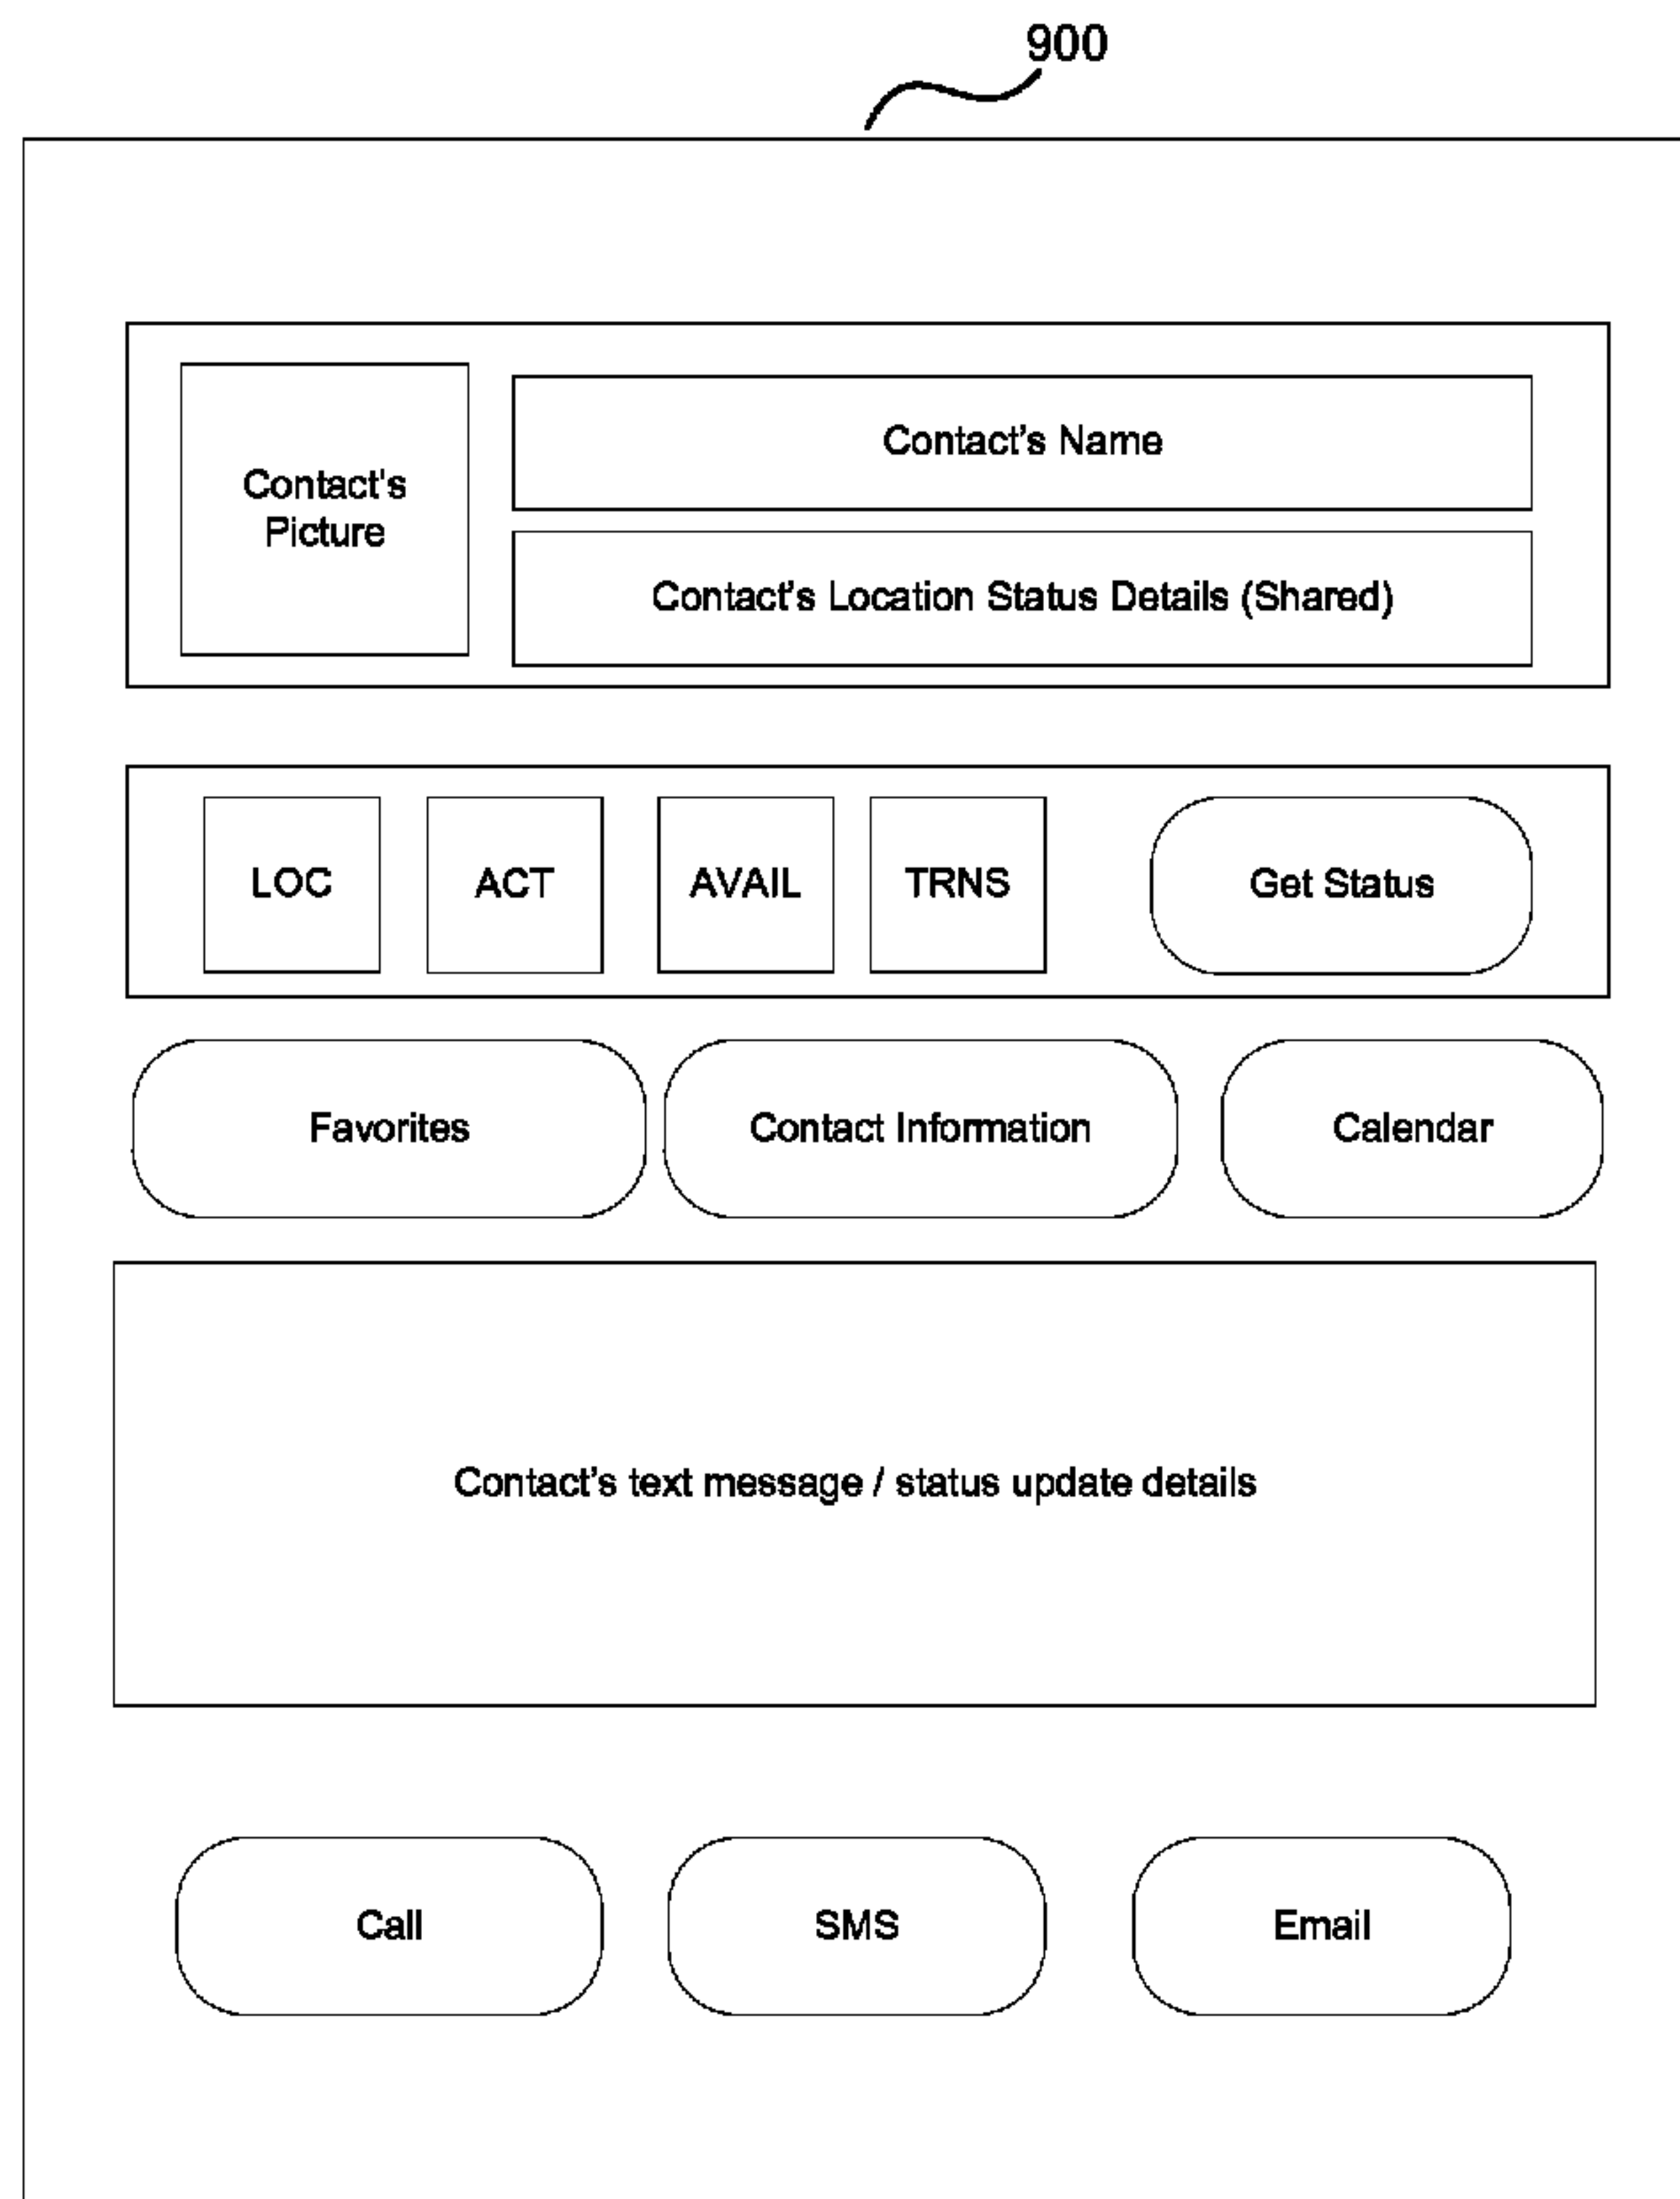 900
Contact's
Picture
Contact's Name
Contact's Location Status Details (Shared)
LOC
ACT
AVAIL
TRNS
Get Status
Favorites
Contact Information
Calendar
Contact's text message / status update details
Call
SMS
Email